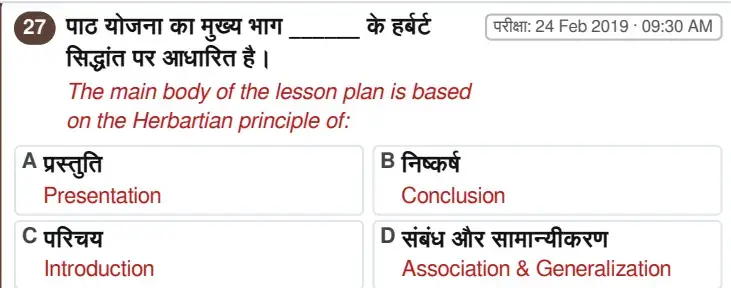 27 पाठ योजना का मुख्य भाग ______ के हर्बर्ट
परीक्षा: 24 Feb 2019 · 09:30 AM
सिद्धांत पर आधारित है।
The main body of the lesson plan is based
on the Herbartian principle of:
A प्रस्तुति
Presentation
B निष्कर्ष
Conclusion
C परिचय
Introduction
D संबंध और सामान्यीकरण
Association & Generalization